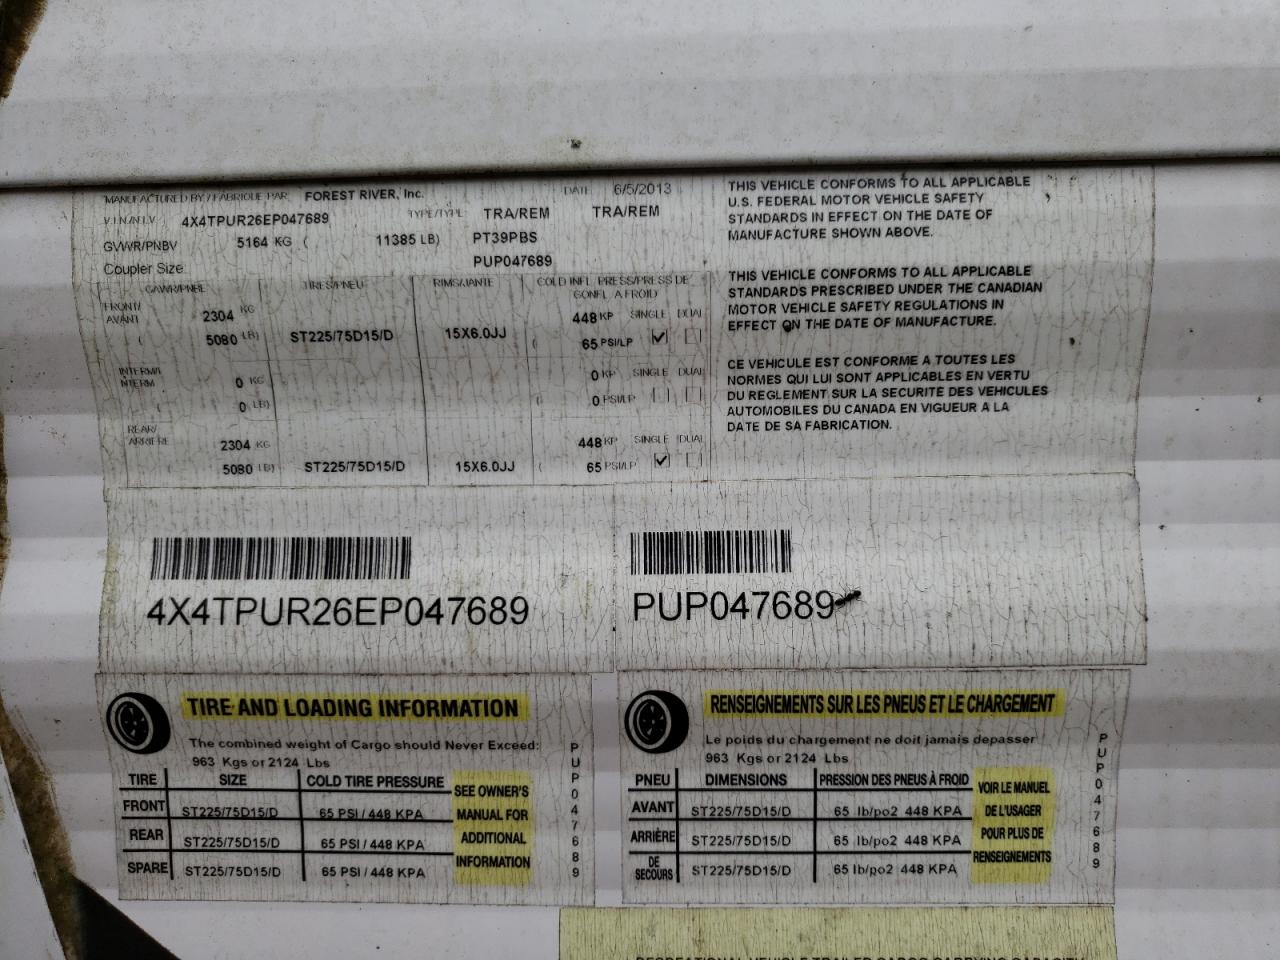 MANUFACTURED BY / FABRIQUE PAR FOREST RIVER, Inc. DATE 6/5/2013
V.I.N/N.I.V 4X4TPUR26EP047689 TYPE/TYPE TRA/REM TRA/REM
GVWR/PNBV 5164 KG ( 11385 LB) PT39PBS
Coupler Size: PUP047689
GAWR/PNBE TIRES/PNEU RIMS/JANTE COLD INFL. PRESS/PRESS DE
GONFL. A FROID
FRONT/
AVANT 2304 KG 448 KP SINGLE DUAL
( 5080 LB) ST225/75D15/D 15X6.0JJ ( 65 PSI/LP
INTERM/
INTERM 0 KG 0 KP SINGLE DUAL
( 0 LB) ( 0 PSI/LP
REAR/
ARRIERE 2304 KG 448 KP SINGLE DUAL
( 5080 LB) ST225/75D15/D 15X6.0JJ ( 65 PSI/LP
THIS VEHICLE CONFORMS TO ALL APPLICABLE
U.S. FEDERAL MOTOR VEHICLE SAFETY
STANDARDS IN EFFECT ON THE DATE OF
MANUFACTURE SHOWN ABOVE.
THIS VEHICLE CONFORMS TO ALL APPLICABLE
STANDARDS PRESCRIBED UNDER THE CANADIAN
MOTOR VEHICLE SAFETY REGULATIONS IN
EFFECT ON THE DATE OF MANUFACTURE.
CE VEHICULE EST CONFORME A TOUTES LES
NORMES QUI LUI SONT APPLICABLES EN VERTU
DU REGLEMENT SUR LA SECURITE DES VEHICULES
AUTOMOBILES DU CANADA EN VIGUEUR A LA
DATE DE SA FABRICATION.
4X4TPUR26EP047689
PUP047689
TIRE AND LOADING INFORMATION
The combined weight of Cargo should Never Exceed:
963 Kgs or 2124 Lbs
TIRE SIZE COLD TIRE PRESSURE
FRONT ST225/75D15/D 65 PSI / 448 KPA
REAR ST225/75D15/D 65 PSI / 448 KPA
SPARE ST225/75D15/D 65 PSI / 448 KPA
SEE OWNER'S
MANUAL FOR
ADDITIONAL
INFORMATION
PUP047689
RENSEIGNEMENTS SUR LES PNEUS ET LE CHARGEMENT
Le poids du chargement ne doit jamais depasser
963 Kgs or 2124 Lbs
PNEU DIMENSIONS PRESSION DES PNEUS À FROID
AVANT ST225/75D15/D 65 lb/po2 448 KPA
ARRIÈRE ST225/75D15/D 65 lb/po2 448 KPA
DE
SECOURS ST225/75D15/D 65 lb/po2 448 KPA
VOIR LE MANUEL
DE L'USAGER
POUR PLUS DE
RENSEIGNEMENTS
PUP047689
RECREATIONAL VEHICLE TRAILER CARGO CARRYING CAPACITY